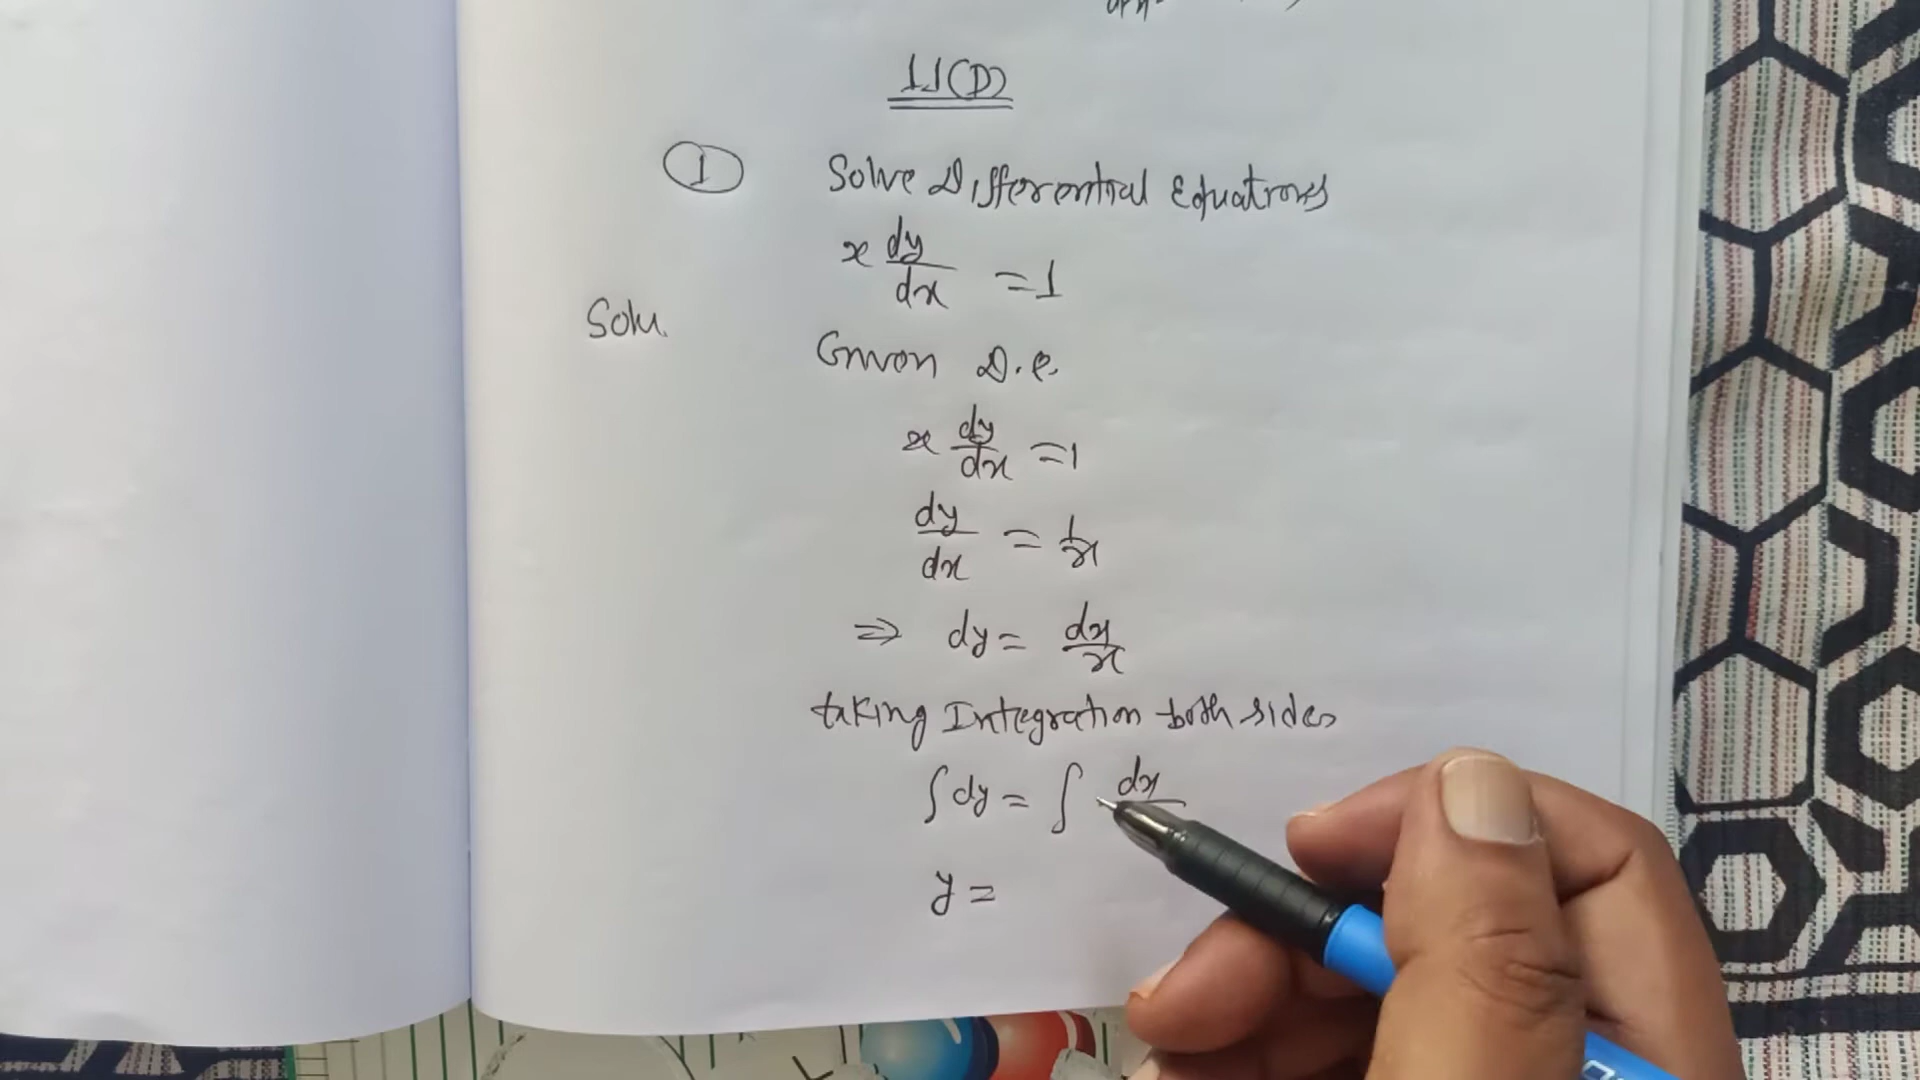 11(D)
1 Solve Differential Equations
x dy/dx = 1
Solu.
Given D.e.
x dy/dx = 1
dy/dx = 1/x
⇒ dy = dx/x
taking Integration both sides
∫ dy = ∫ dx
y =